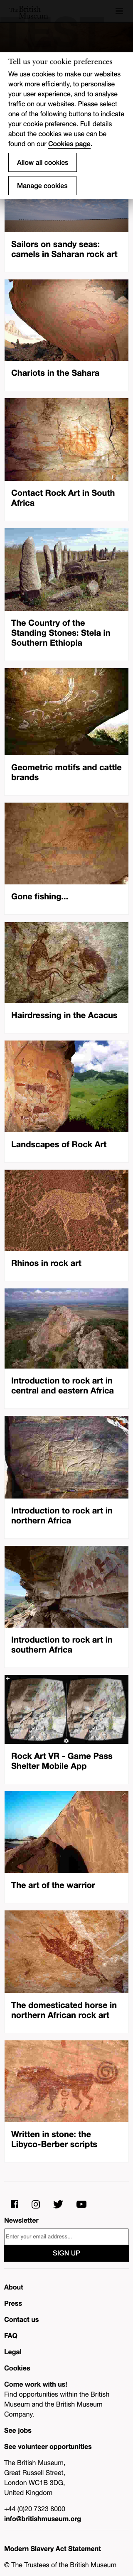 The British Museum
Tell us your cookie preferences
We use cookies to make our websites
work more efficiently, to personalise
your user experience, and to analyse
traffic on our websites. Please select
one of the following buttons to indicate
your cookie preference. Full details
about the cookies we use can be
found on our Cookies page.
Allow all cookies
Manage cookies
Sailors on sandy seas:
camels in Saharan rock art
Chariots in the Sahara
Contact Rock Art in South
Africa
The Country of the
Standing Stones: Stela in
Southern Ethiopia
Geometric motifs and cattle
brands
Gone fishing...
Hairdressing in the Acacus
Landscapes of Rock Art
Rhinos in rock art
Introduction to rock art in
central and eastern Africa
Introduction to rock art in
northern Africa
Introduction to rock art in
southern Africa
Rock Art VR - Game Pass
Shelter Mobile App
The art of the warrior
The domesticated horse in
northern African rock art
Written in stone: the
Libyco-Berber scripts
Newsletter
Enter your email address...
SIGN UP
About
Press
Contact us
FAQ
Legal
Cookies
Come work with us!
Find opportunities within the British
Museum and the British Museum
Company.
See jobs
See volunteer opportunities
The British Museum,
Great Russell Street,
London WC1B 3DG,
United Kingdom
+44 (0)20 7323 8000
info@britishmuseum.org
Modern Slavery Act Statement
© The Trustees of the British Museum